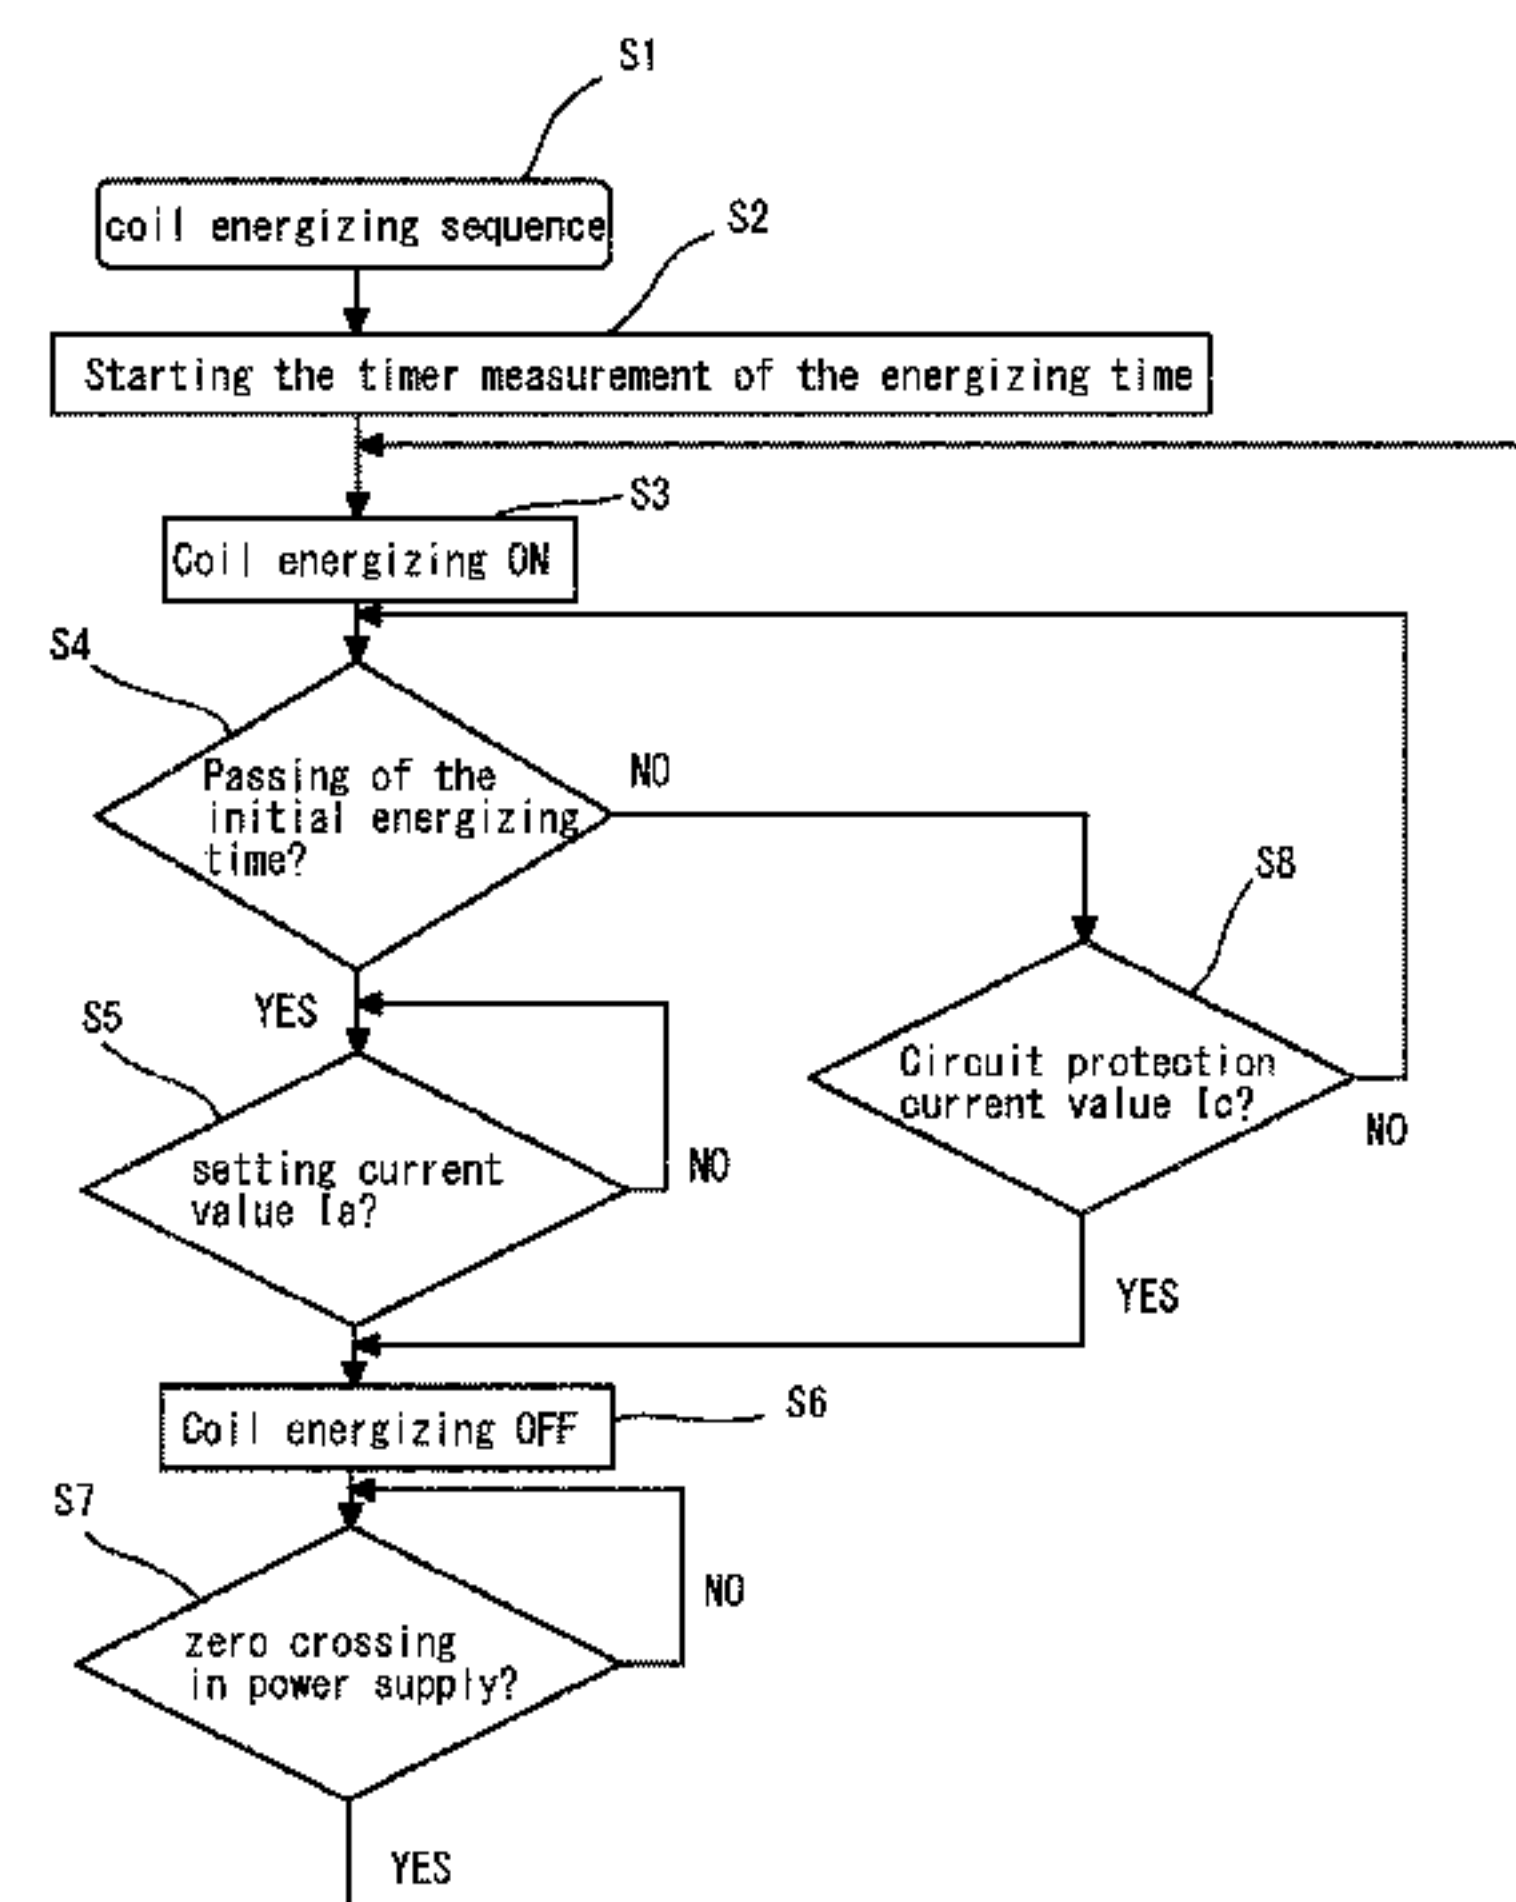 S1
coil energizing sequence
S2
Starting the timer measurement of the energizing time
S3
Coil energizing ON
S4
Passing of the
initial energizing
time?
NO
S8
YES
S5
Circuit protection
current value Ic?
NO
setting current
value Ia?
NO
YES
Coil energizing OFF
S6
S7
NO
zero crossing
in power supply?
YES